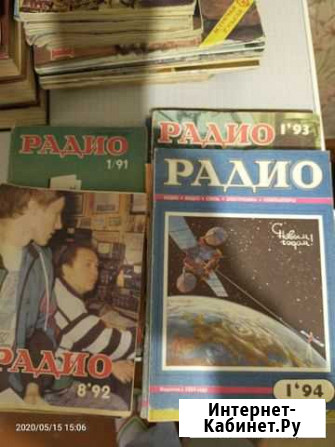 РАДИО
1/91
РАДИО
1'93
РАДИО
С Новым
годом!
РАДИО
8'92
1'94
2020/05/15 15:06
Интернет-
Кабинет.Ру